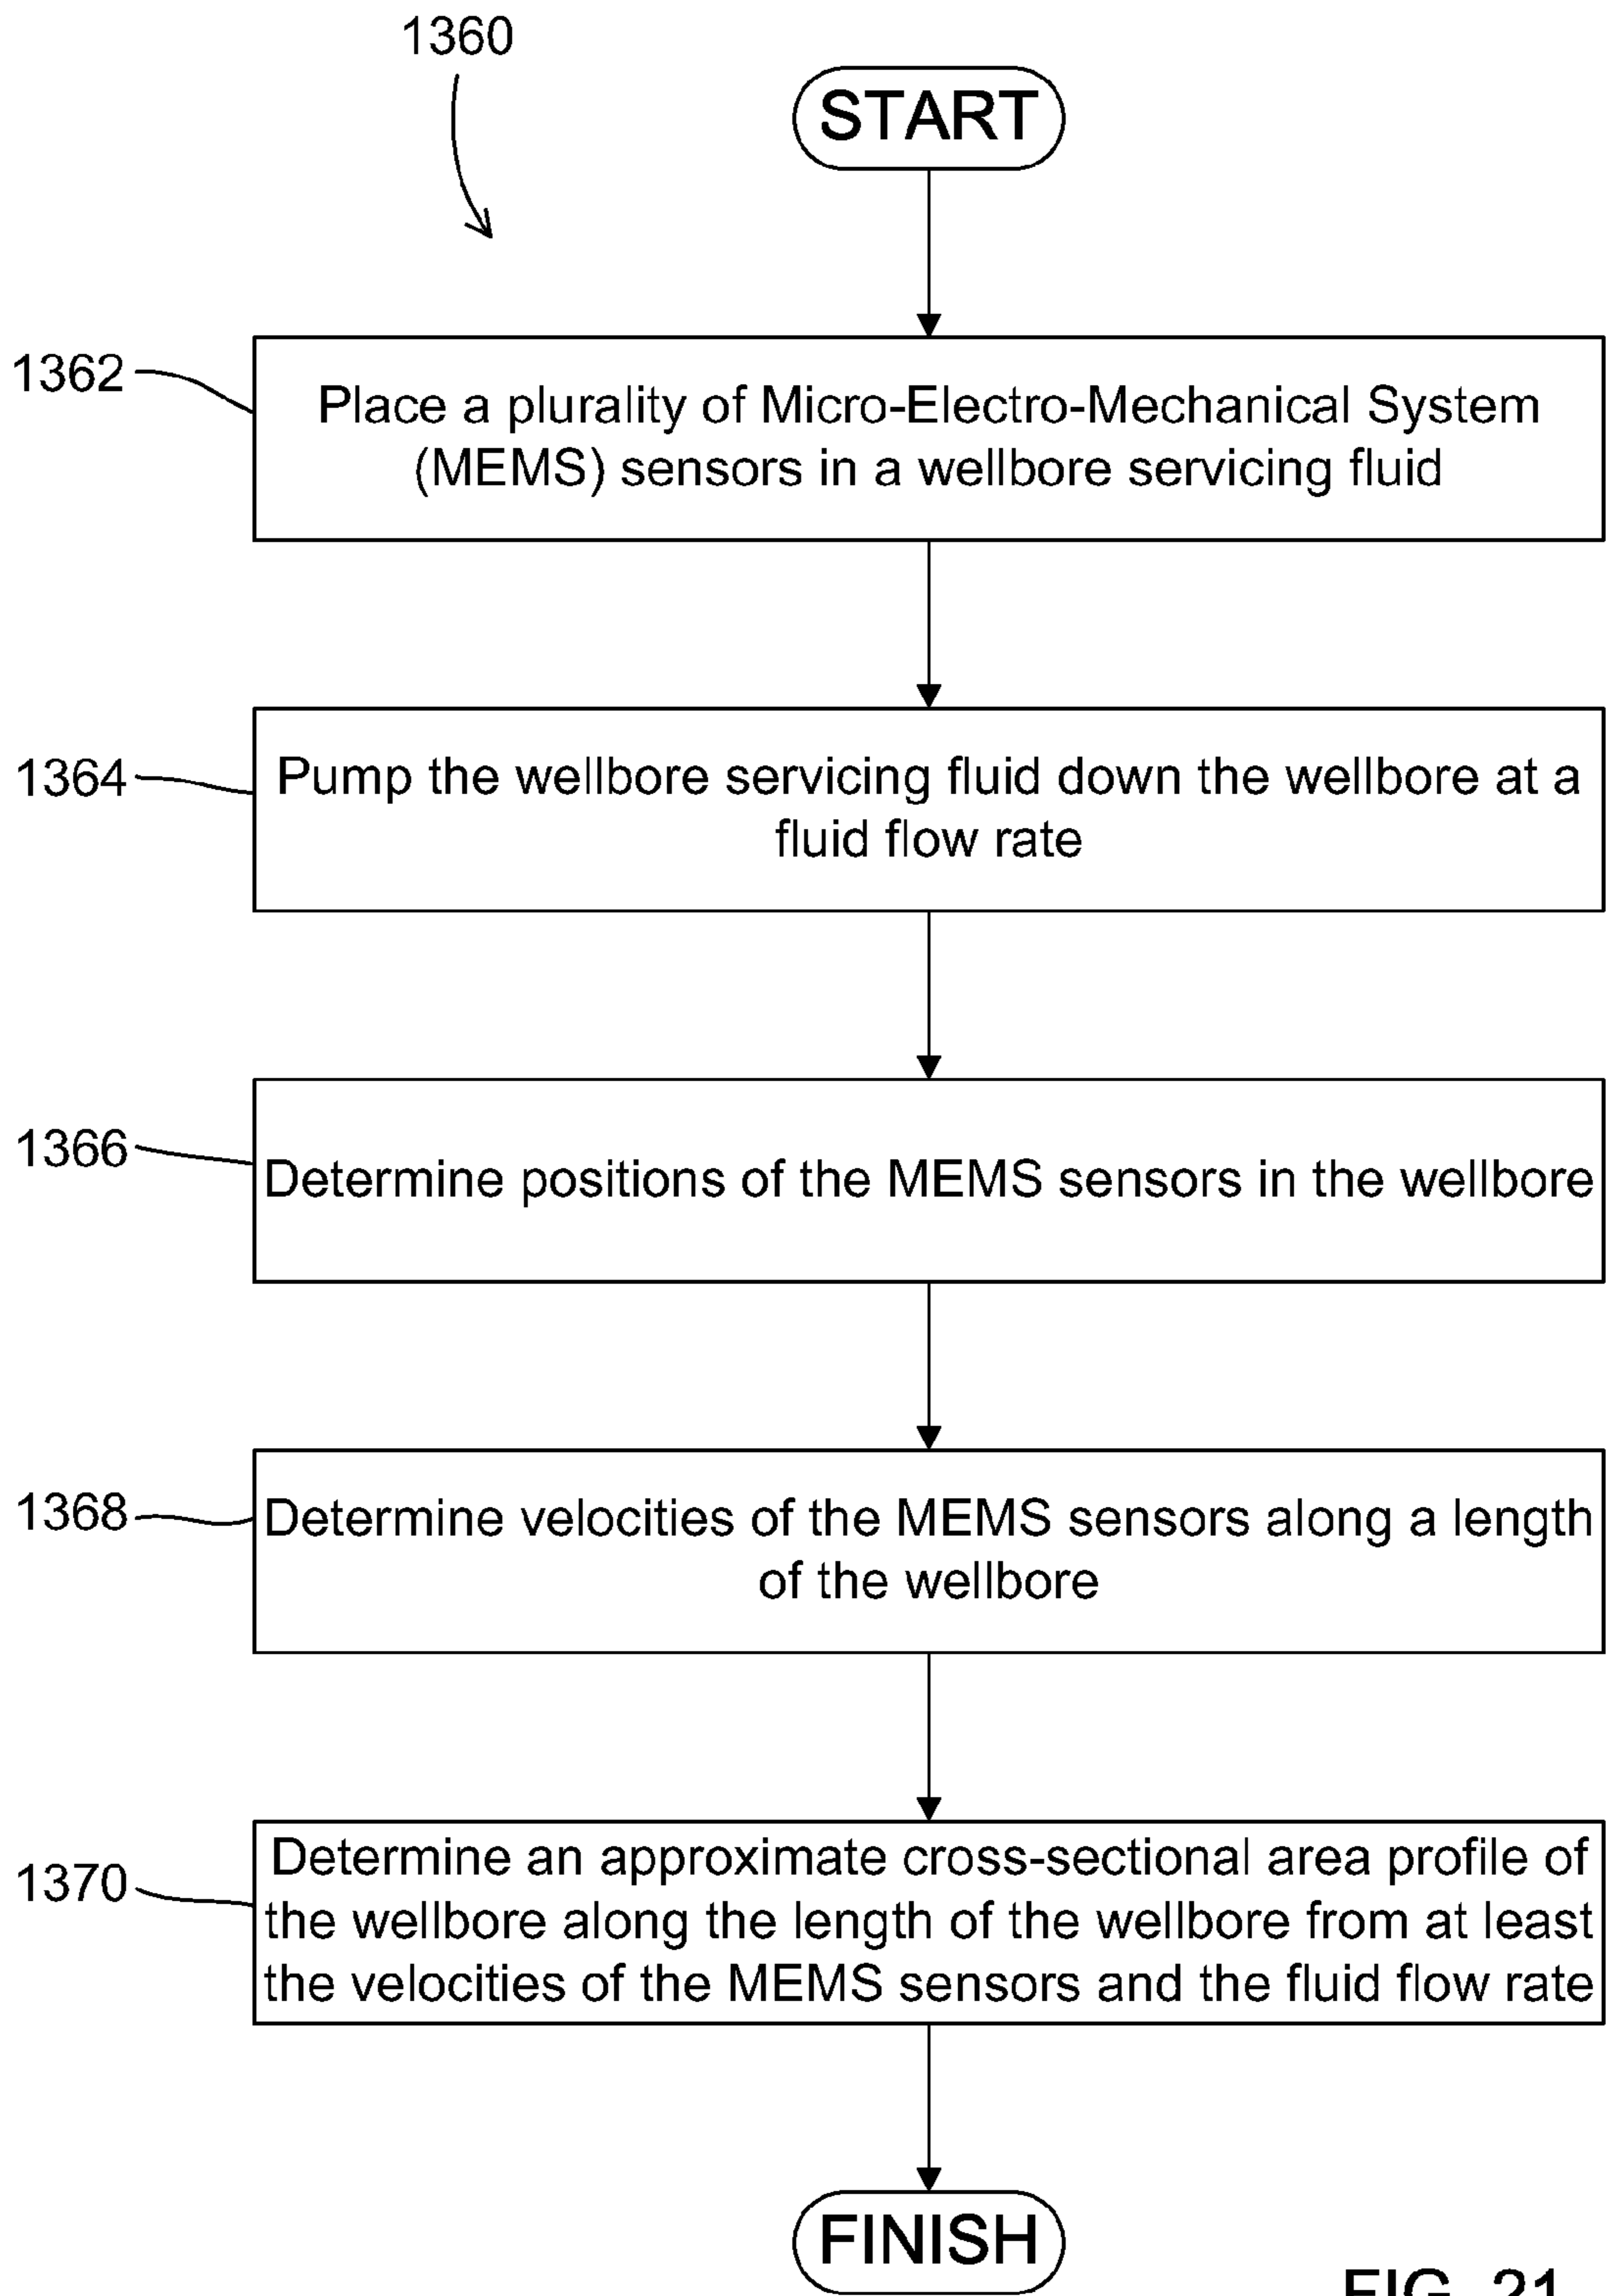 1360
START
1362
Place a plurality of Micro-Electro-Mechanical System
(MEMS) sensors in a wellbore servicing fluid
1364
Pump the wellbore servicing fluid down the wellbore at a
fluid flow rate
1366
Determine positions of the MEMS sensors in the wellbore
1368
Determine velocities of the MEMS sensors along a length
of the wellbore
1370
Determine an approximate cross-sectional area profile of
the wellbore along the length of the wellbore from at least
the velocities of the MEMS sensors and the fluid flow rate
FINISH
FIG. 21